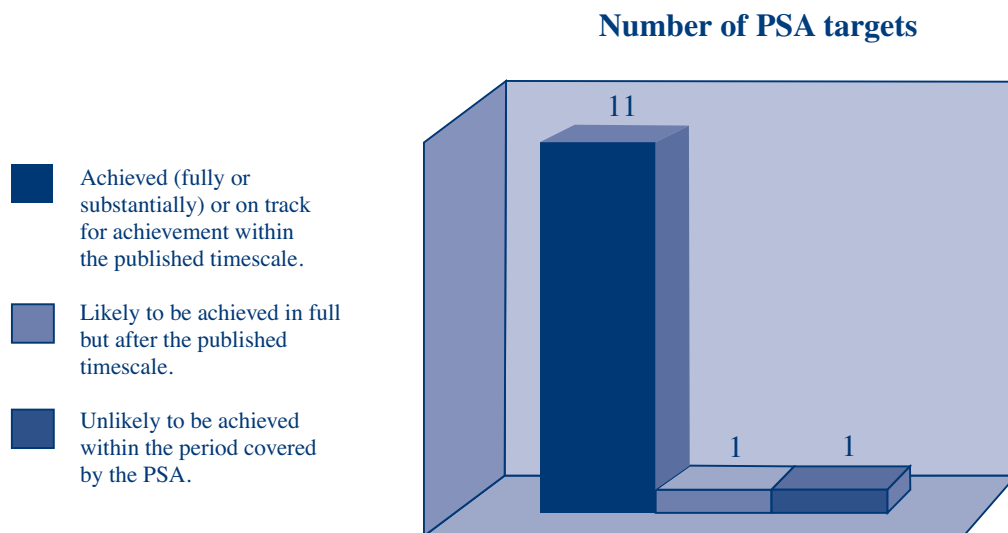 Number of PSA targets
11
Achieved (fully or
substantially) or on track
for achievement within
the published timescale.
Likely to be achieved in full
but after the published
timescale.
Unlikely to be achieved
within the period covered
by the PSA.
1
1